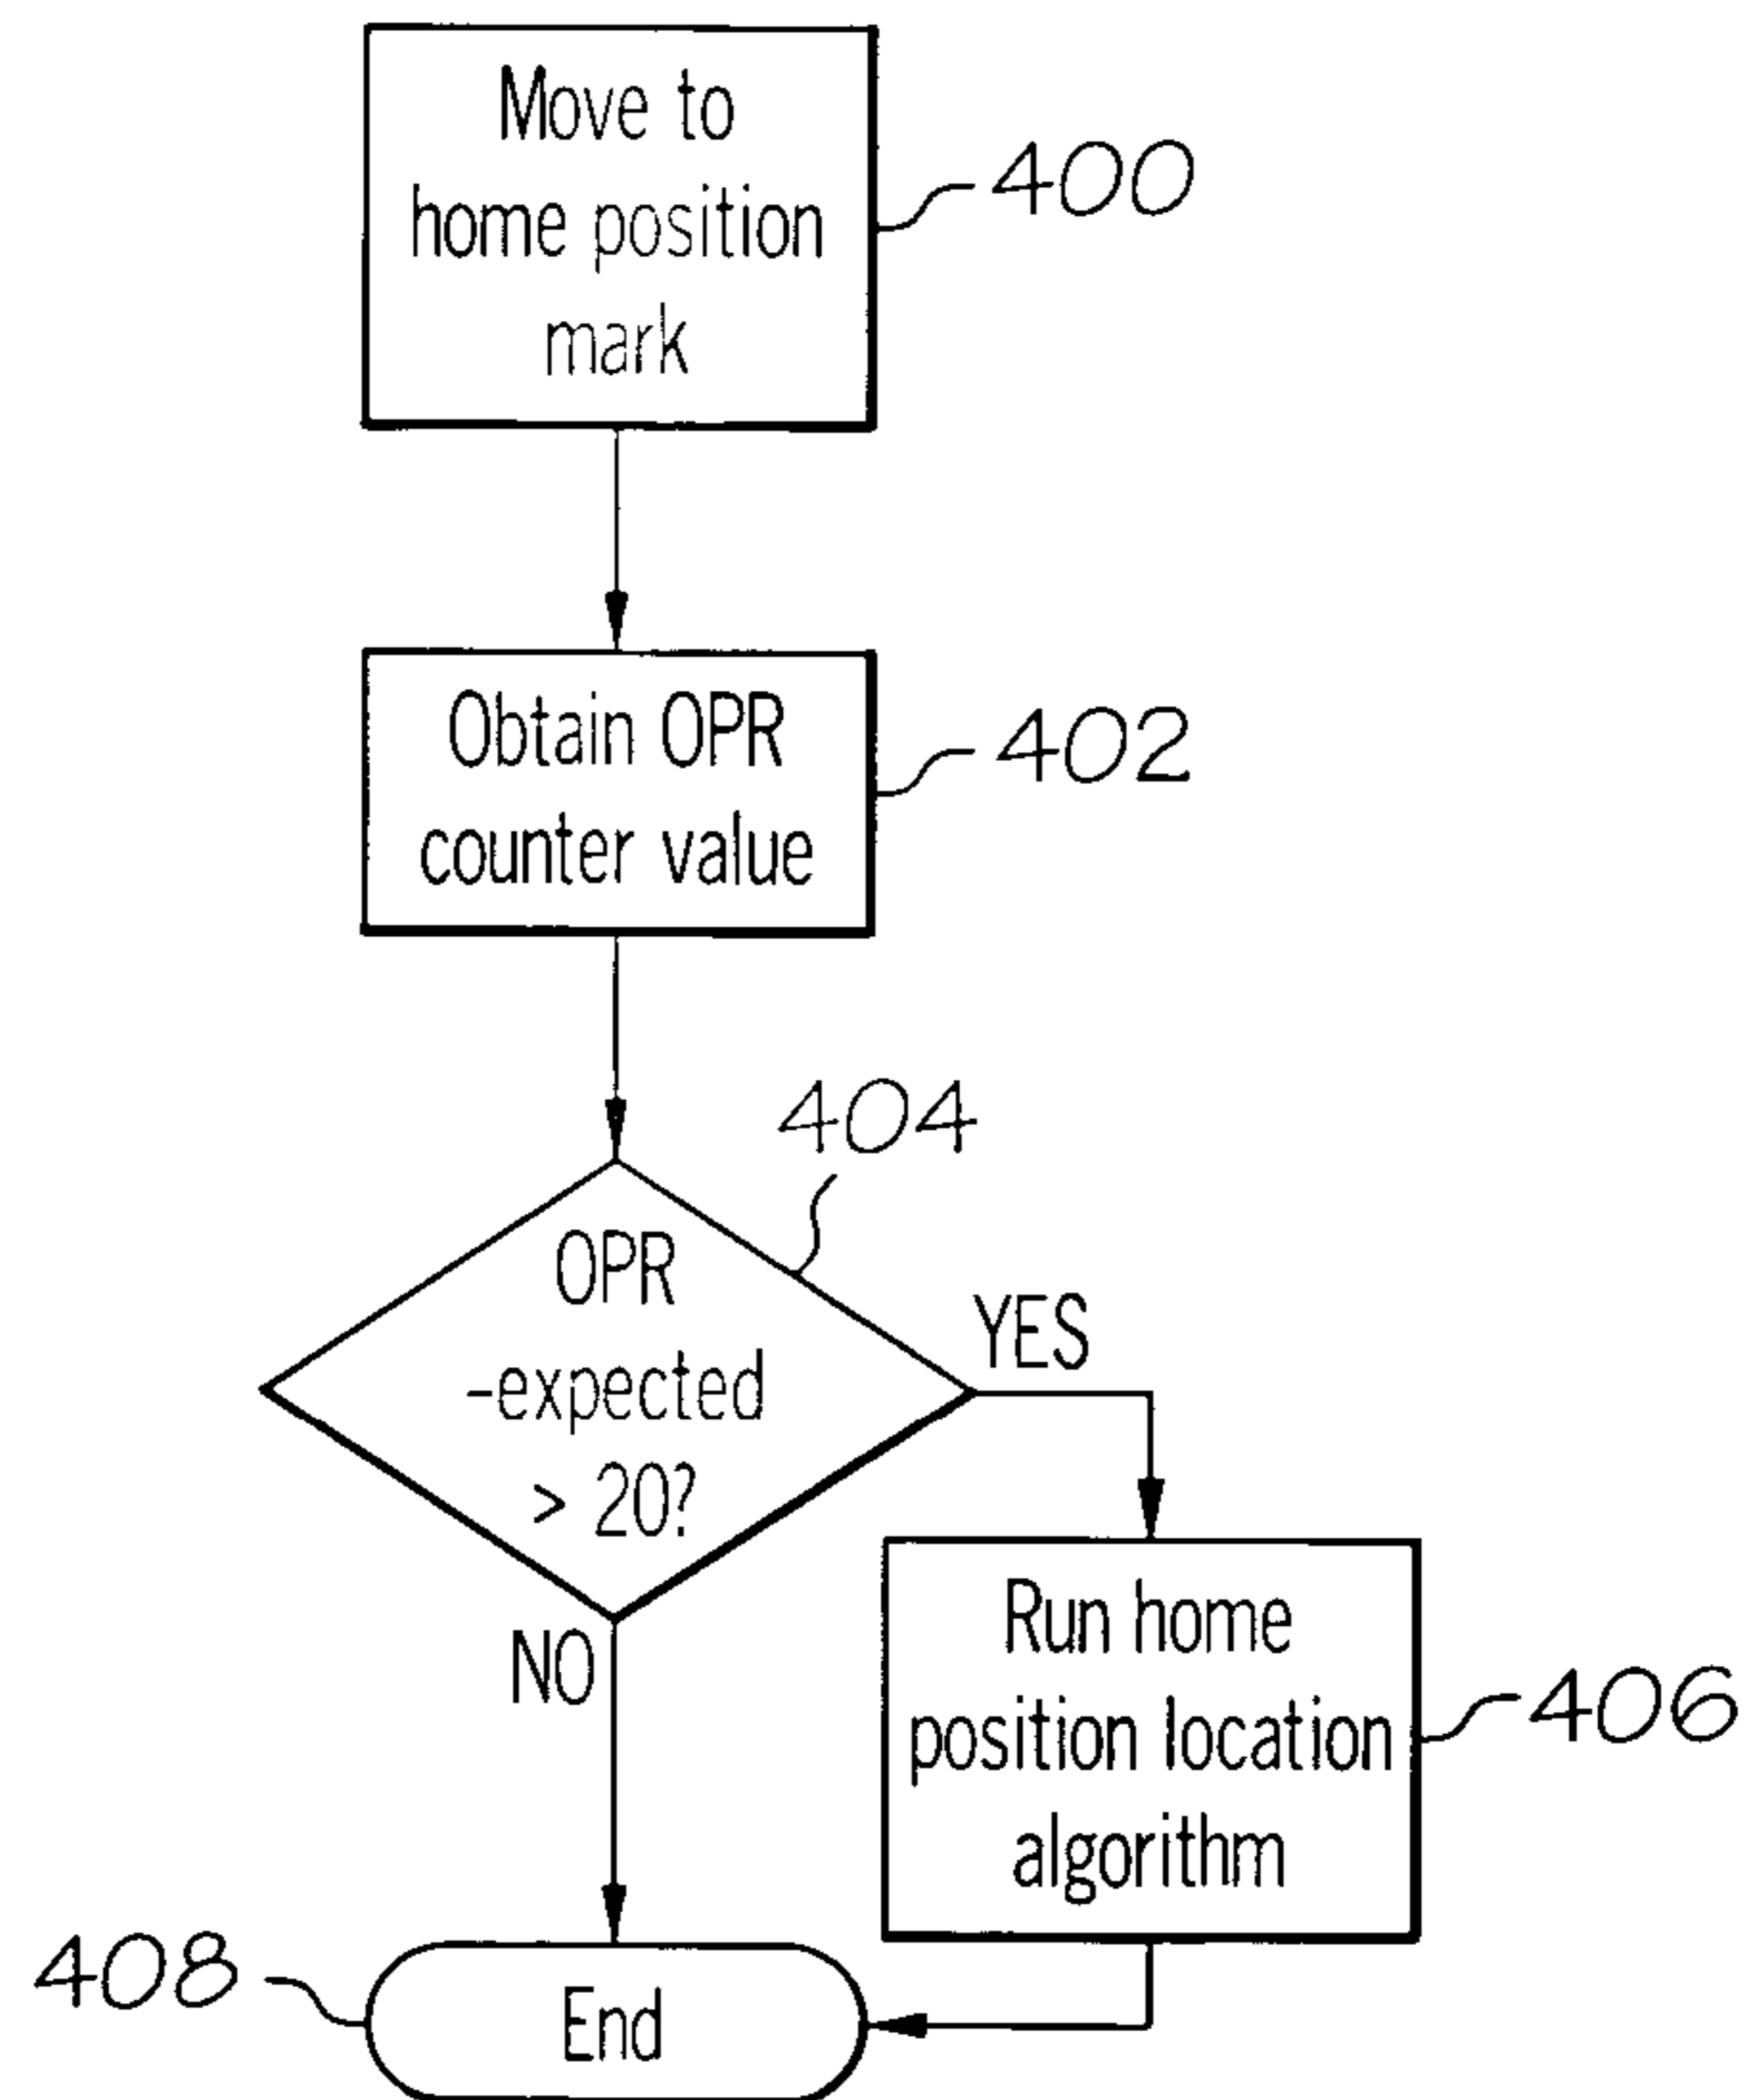 Move to
home position
mark
400
Obtain OPR
counter value
402
404
OPR
-expected
> 20?
YES
NO
Run home
position location
algorithm
406
408
End